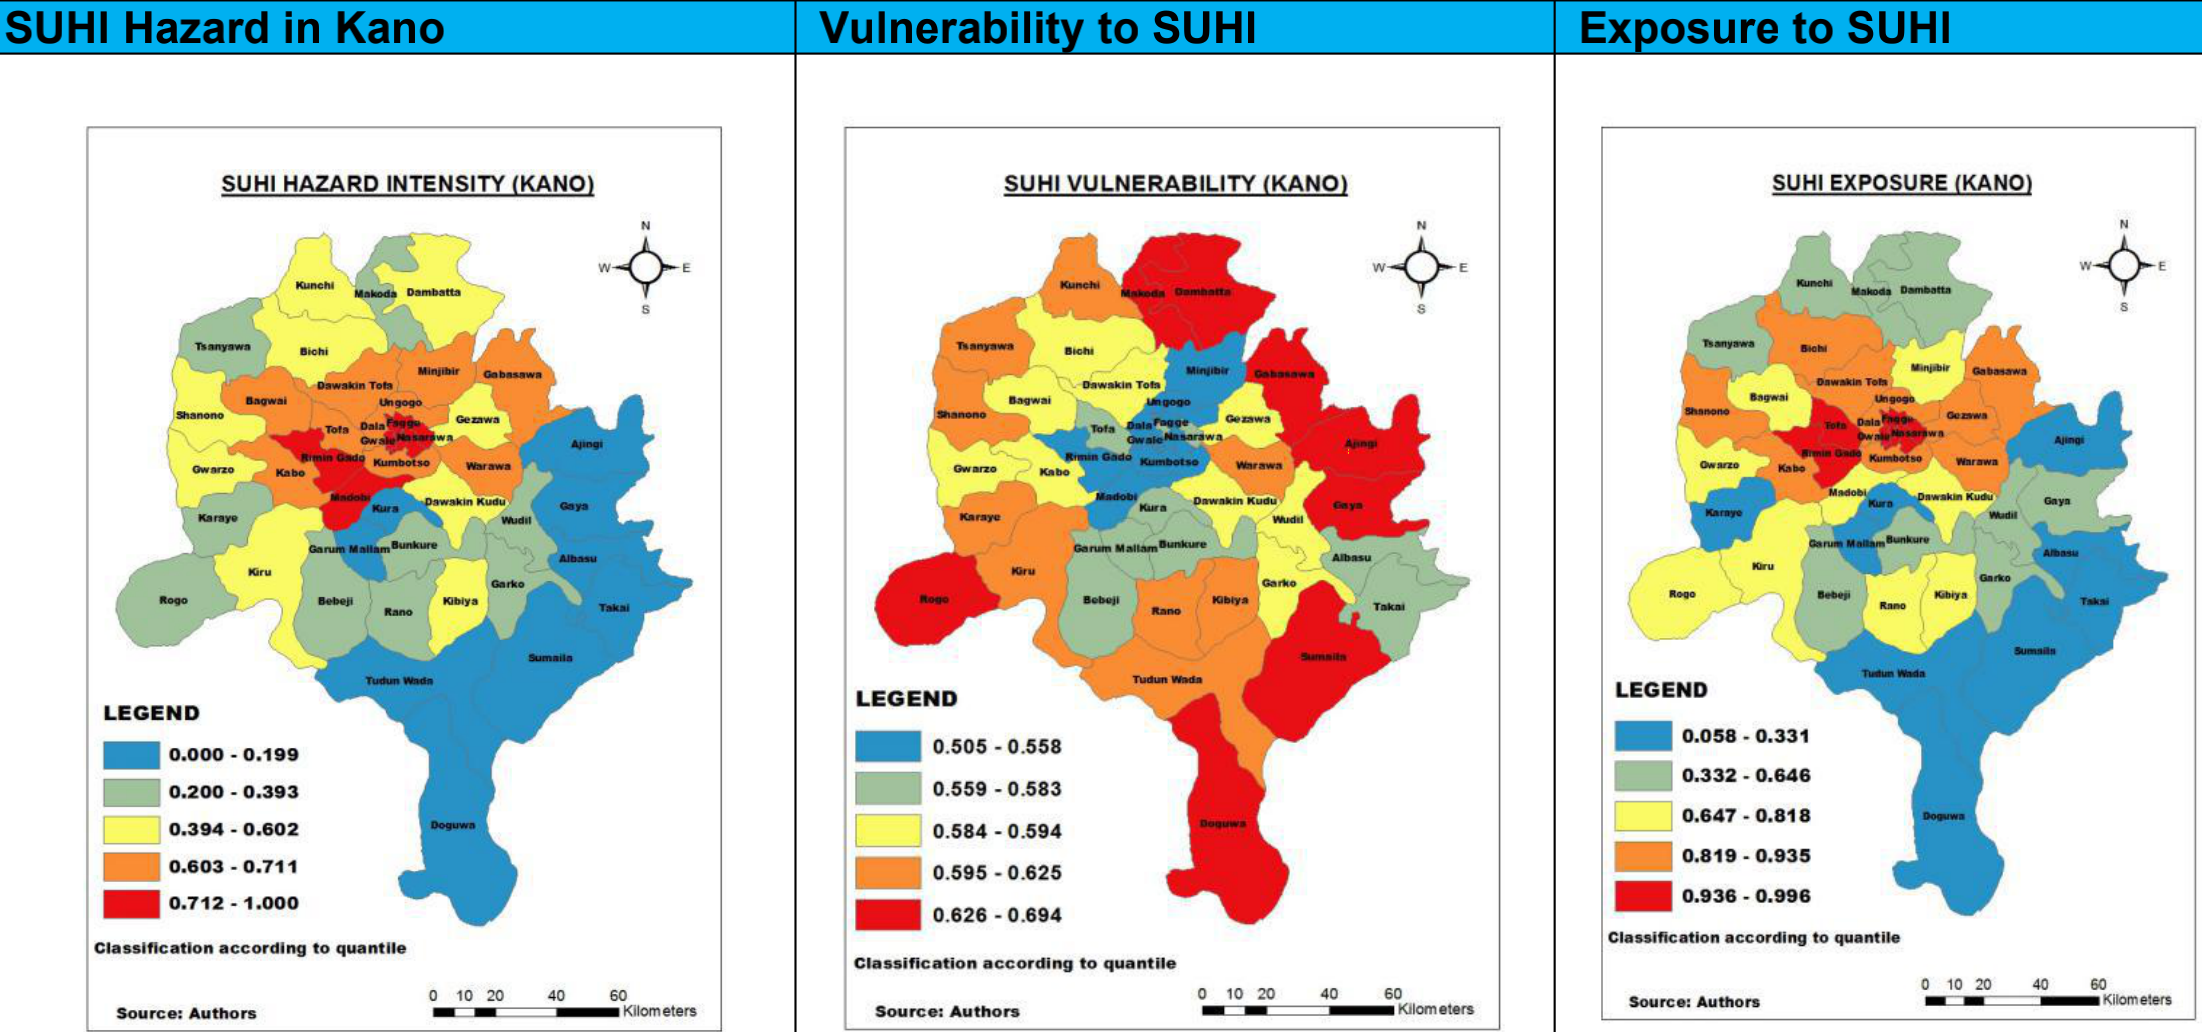 SUHI Hazard in Kano
Vulnerability to SUHI
Exposure to SUHI
SUHI HAZARD INTENSITY (KANO)
N
W
E
S
Kunchi
Makoda
Dambatta
Tsanyawa
Bichi
Minjibir
Gabasawa
Dawakin Tofa
Bagwai
Ungogo
Shanono
Gezawa
Tofa
Dala
Fagge
Gwale
Nasarawa
Ajingi
Rimin Gado
Kumbotso
Gwarzo
Kabo
Warawa
Madobi
Dawakin Kudu
Kura
Gaya
Karaye
Wudil
Garum Mallam
Bunkure
Albasu
Kiru
Garko
Rogo
Bebeji
Rano
Kibiya
Takai
Sumaila
Tudun Wada
Doguwa
LEGEND
0.000 - 0.199
0.200 - 0.393
0.394 - 0.602
0.603 - 0.711
0.712 - 1.000
Classification according to quantile
Source: Authors
0 10 20 40 60
Kilometers
SUHI VULNERABILITY (KANO)
N
W
E
S
Kunchi
Makoda
Dambatta
Tsanyawa
Bichi
Minjibir
Gabasawa
Dawakin Tofa
Bagwai
Ungogo
Shanono
Gezawa
Tofa
Dala
Fagge
Gwale
Nasarawa
Ajingi
Rimin Gado
Kumbotso
Gwarzo
Kabo
Warawa
Madobi
Dawakin Kudu
Kura
Gaya
Karaye
Wudil
Garum Mallam
Bunkure
Albasu
Kiru
Garko
Rogo
Bebeji
Rano
Kibiya
Takai
Sumaila
Tudun Wada
Doguwa
LEGEND
0.505 - 0.558
0.559 - 0.583
0.584 - 0.594
0.595 - 0.625
0.626 - 0.694
Classification according to quantile
Source: Authors
0 10 20 40 60
Kilometers
SUHI EXPOSURE (KANO)
N
W
E
S
Kunchi
Makoda
Dambatta
Tsanyawa
Bichi
Minjibir
Gabasawa
Dawakin Tofa
Bagwai
Ungogo
Shanono
Gezawa
Tofa
Dala
Fagge
Gwale
Nasarawa
Ajingi
Rimin Gado
Kumbotso
Gwarzo
Kabo
Warawa
Madobi
Dawakin Kudu
Kura
Gaya
Karaye
Wudil
Garum Mallam
Bunkure
Albasu
Kiru
Garko
Rogo
Bebeji
Rano
Kibiya
Takai
Sumaila
Tudun Wada
Doguwa
LEGEND
0.058 - 0.331
0.332 - 0.646
0.647 - 0.818
0.819 - 0.935
0.936 - 0.996
Classification according to quantile
Source: Authors
0 10 20 40 60
Kilometers